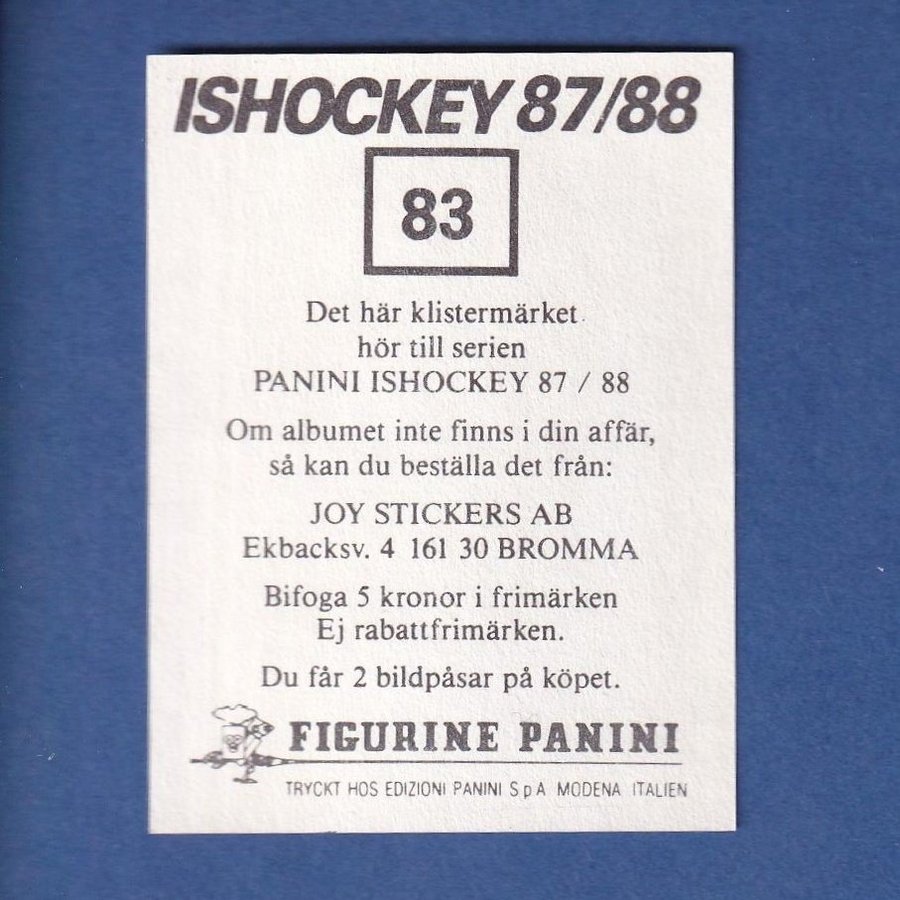 ISHOCKEY 87/88
83
Det här klistermärket
hör till serien
PANINI ISHOCKEY 87 / 88
Om albumet inte finns i din affär,
så kan du beställa det från:
JOY STICKERS AB
Ekbacksv. 4 161 30 BROMMA
Bifoga 5 kronor i frimärken
Ej rabattfrimärken.
Du får 2 bildpåsar på köpet.
FIGURINE PANINI
TRYCKT HOS EDIZIONI PANINI S p A MODENA ITALIEN